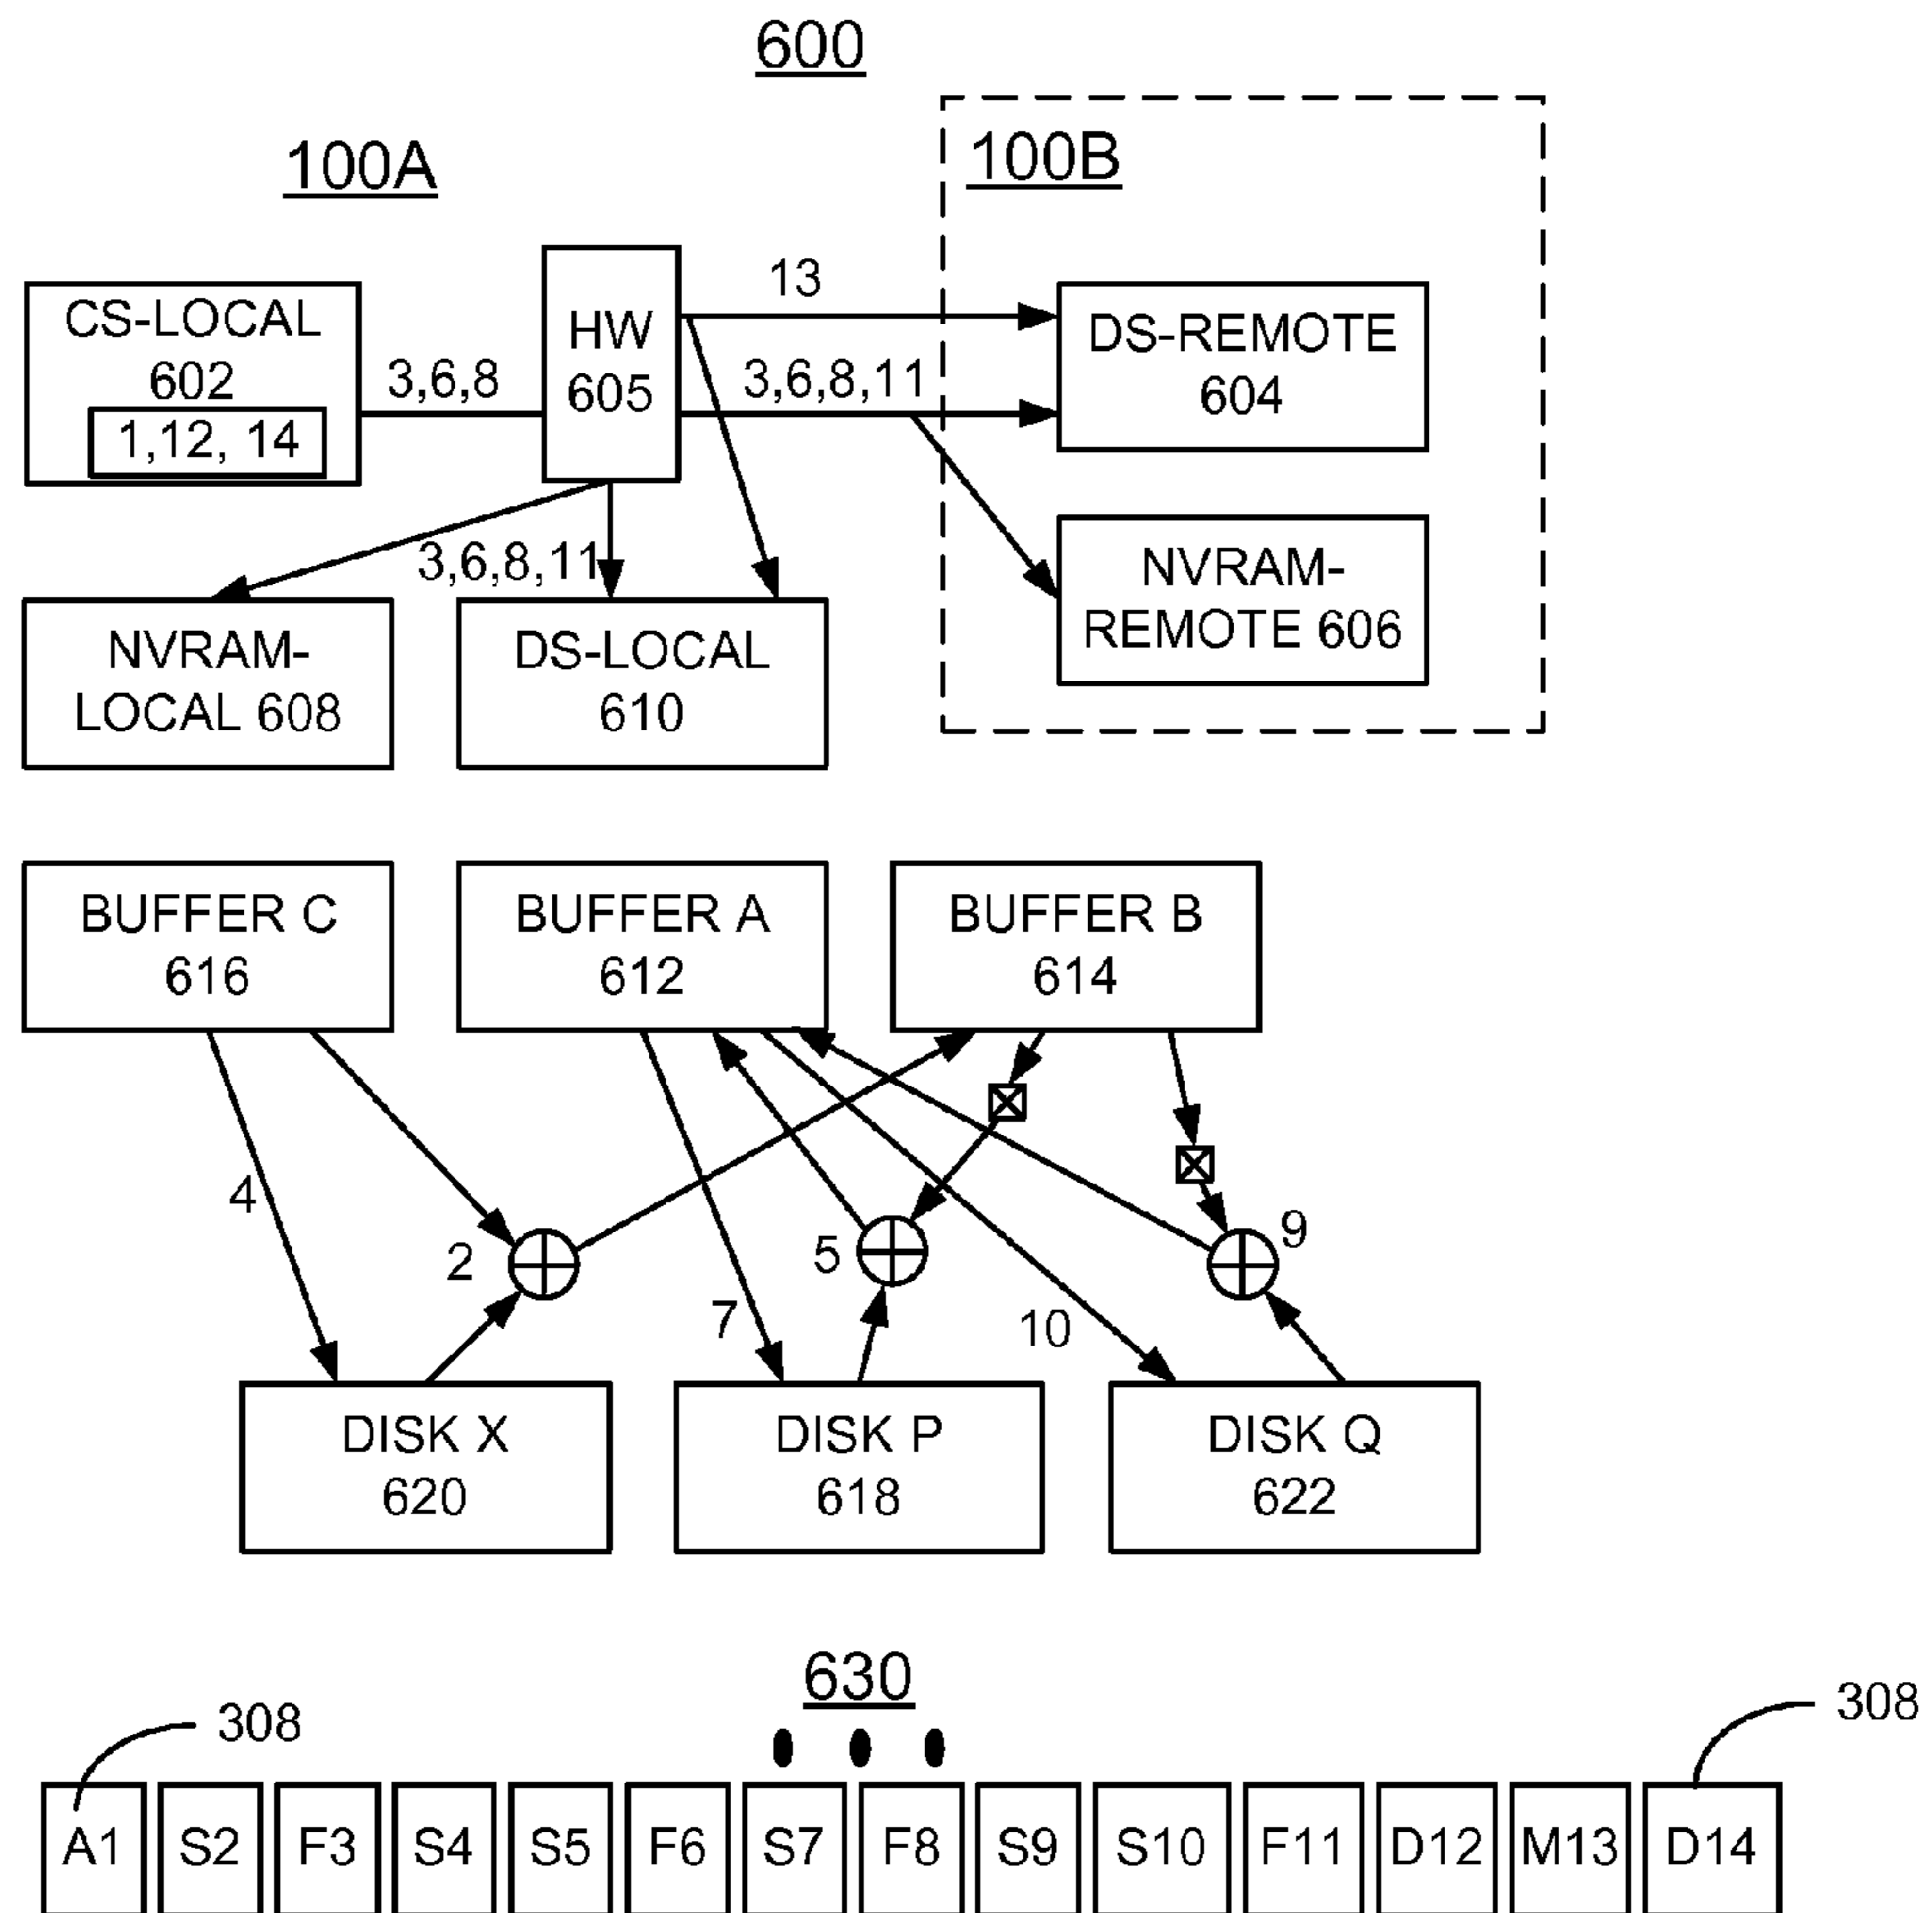 600
100A
100B
CS-LOCAL
602
1,12, 14
3,6,8
HW
605
13
3,6,8,11
DS-REMOTE
604
3,6,8,11
NVRAM-
REMOTE 606
NVRAM-
LOCAL 608
DS-LOCAL
610
BUFFER C
616
BUFFER A
612
BUFFER B
614
4
2
7
5
10
9
DISK X
620
DISK P
618
DISK Q
622
630
308
308
A1 S2 F3 S4 S5 F6 S7 F8 S9 S10 F11 D12 M13 D14